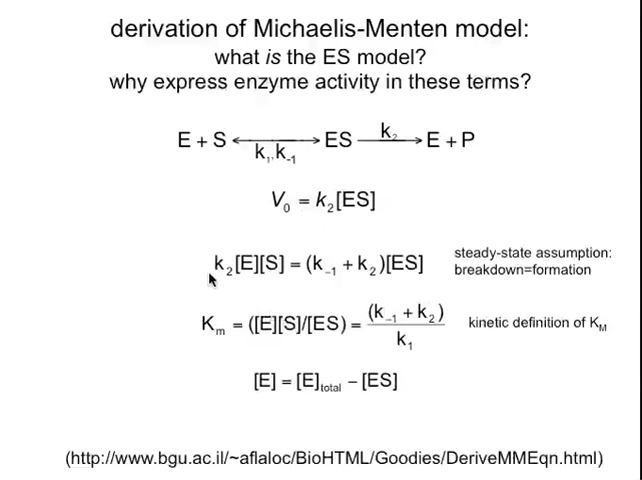 derivation of Michaelis-Menten model:
what is the ES model?
why express enzyme activity in these terms?
E + S ⟷ ES ⟶ E + P
k₁,k₋₁ k₂
V₀ = k₂[ES]
k₂[E][S] = (k₋₁ + k₂)[ES]
steady-state assumption:
breakdown=formation
Kₘ = ([E][S]/[ES) = (k₋₁ + k₂) / k₁
kinetic definition of K_M
[E] = [E]total − [ES]
(http://www.bgu.ac.il/~aflaloc/BioHTML/Goodies/DeriveMMEqn.html)